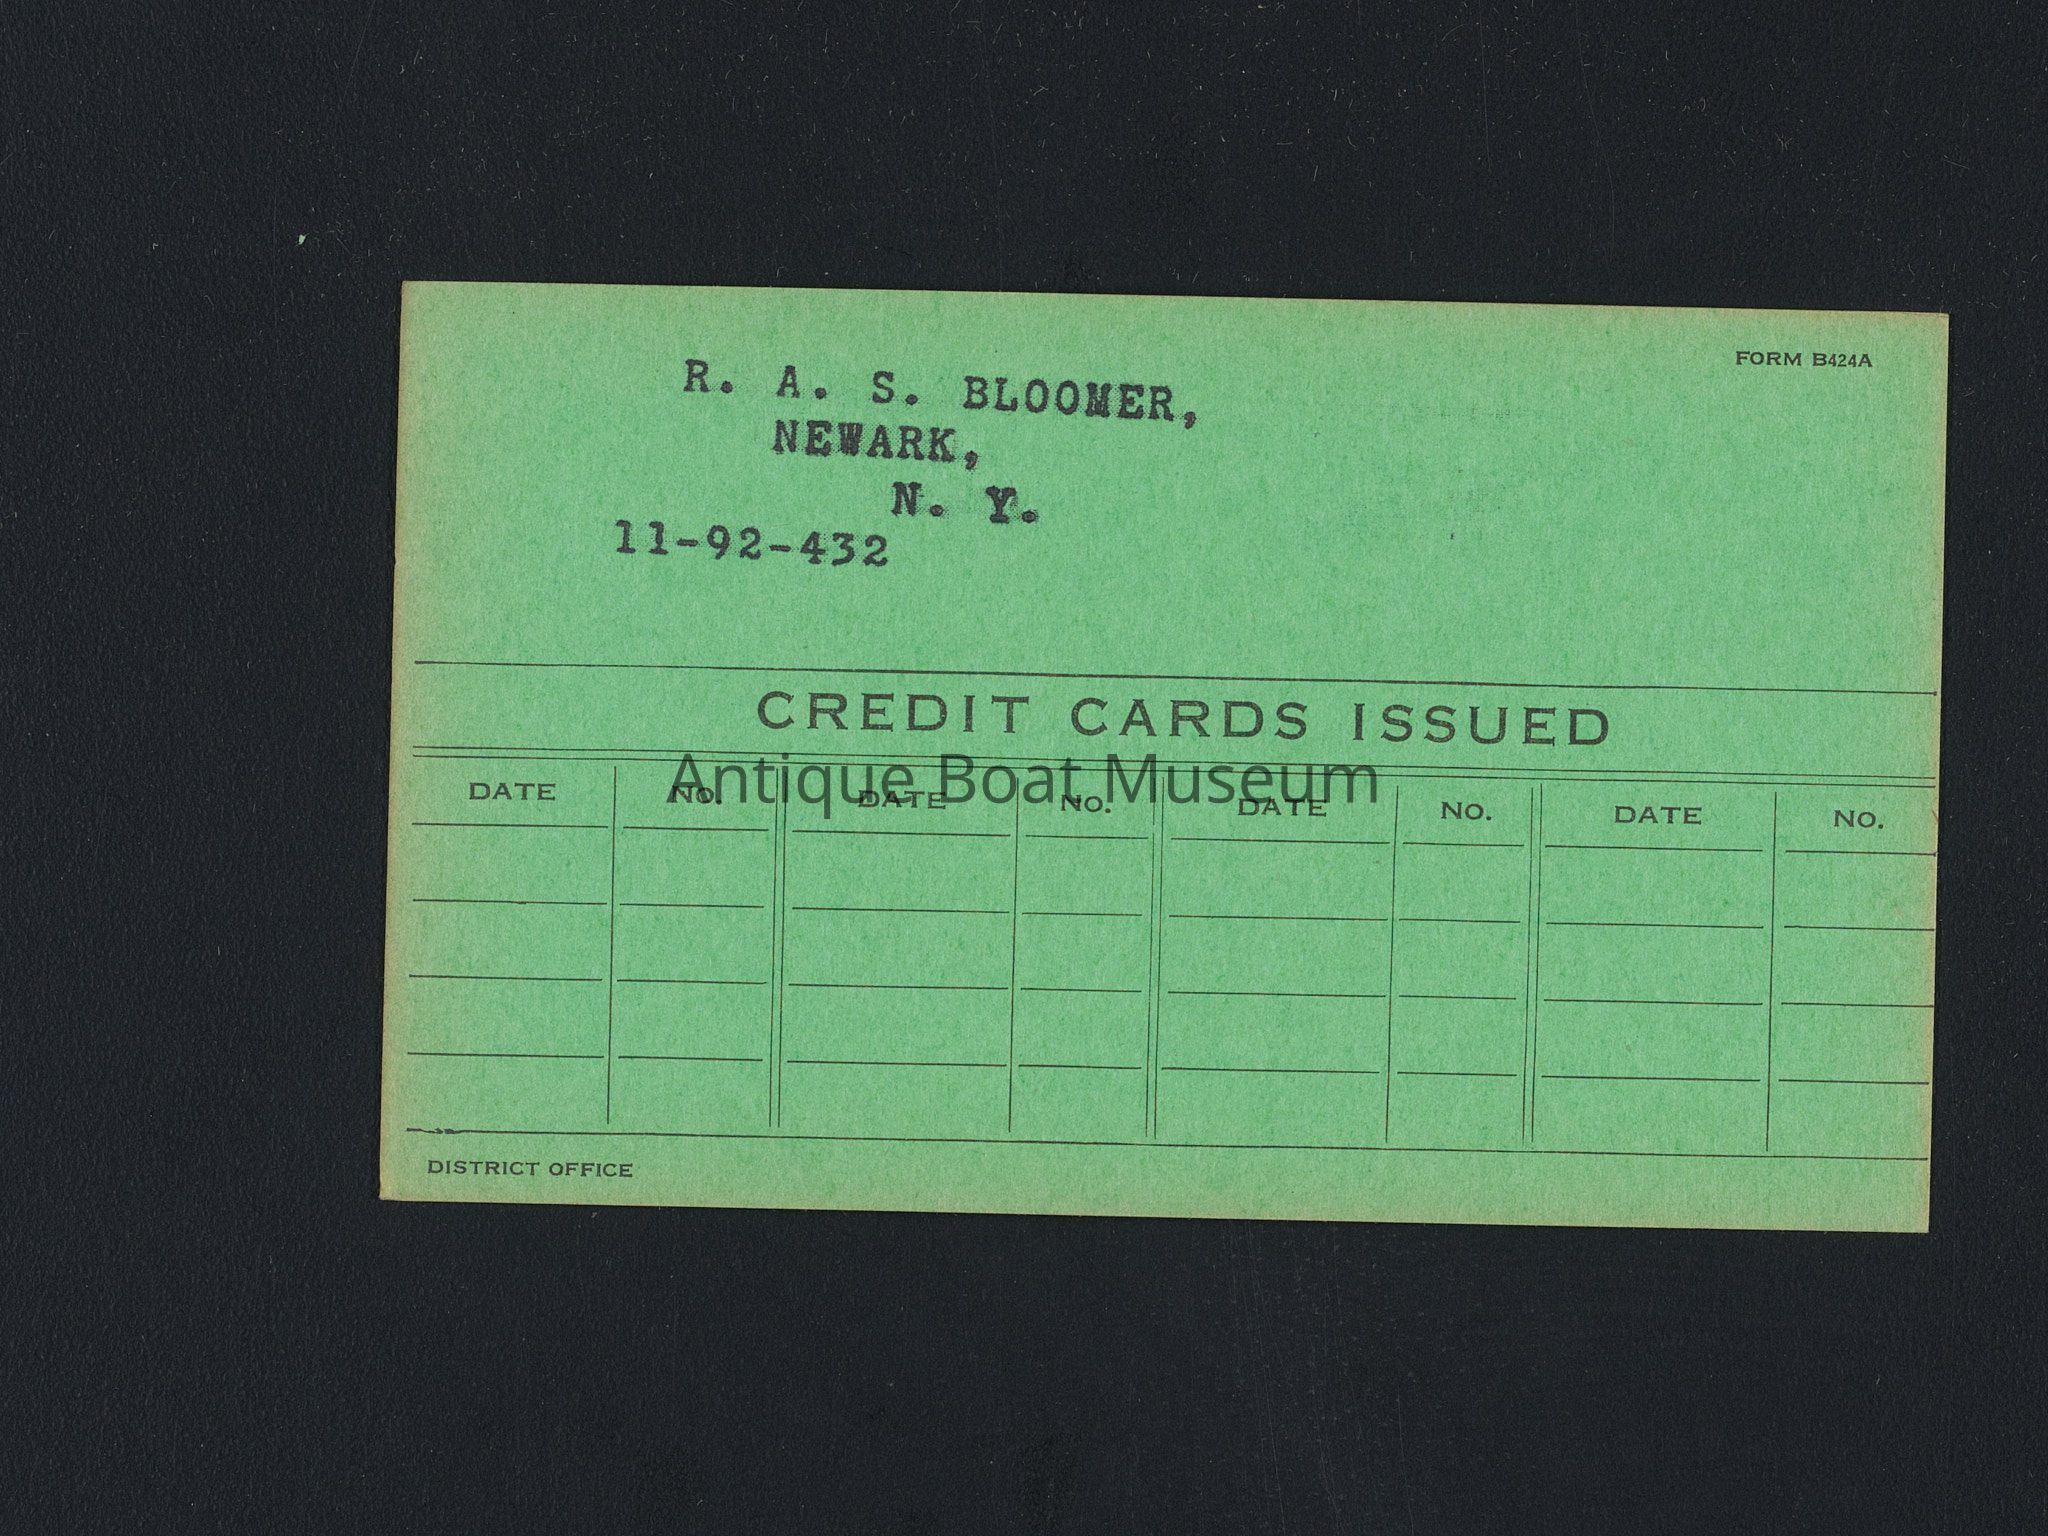 FORM B424A
R. A. S. BLOOMER,
NEWARK,
N. Y.
11-92-432
CREDIT CARDS ISSUED
Antique Boat Museum
DATE NO. DATE NO. DATE NO. DATE NO.
DISTRICT OFFICE